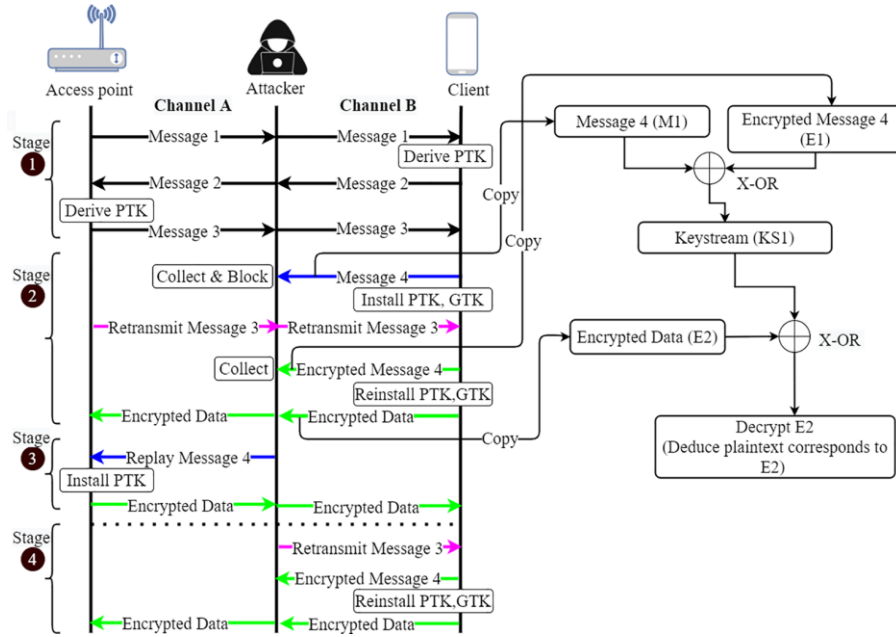 Access point
Attacker
Client
Channel A
Channel B
Stage
1
Message 1
Message 1
Derive PTK
Message 2
Message 2
Derive PTK
Message 3
Message 3
Stage
2
Collect & Block
Message 4
Install PTK, GTK
Retransmit Message 3
Retransmit Message 3
Collect
Encrypted Message 4
Reinstall PTK,GTK
Encrypted Data
Encrypted Data
Stage
3
Replay Message 4
Install PTK
Encrypted Data
Encrypted Data
Stage
4
Retransmit Message 3
Encrypted Message 4
Reinstall PTK,GTK
Encrypted Data
Encrypted Data
Copy
Copy
Copy
Message 4 (M1)
Encrypted Message 4
(E1)
X-OR
Keystream (KS1)
Encrypted Data (E2)
X-OR
Decrypt E2
(Deduce plaintext corresponds to
E2)